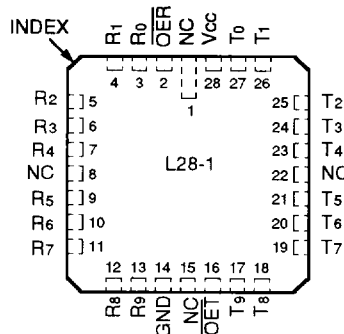 INDEX
R1 R0 OER NC Vcc T0 T1
4 3 2 28 27 26
1
R2 5 25 T2
R3 6 24 T3
R4 7 23 T4
NC 8 L28-1 22 NC
R5 9 21 T5
R6 10 20 T6
R7 11 19 T7
12 13 14 15 16 17 18
R8 R9 GND NC OET T9 T8